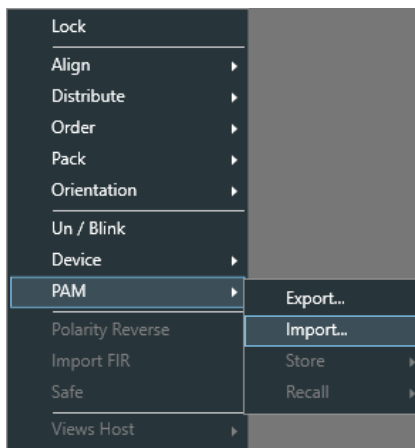 Lock
Align
Distribute
Order
Pack
Orientation
Un / Blink
Device
PAM
Export...
Polarity Reverse
Import...
Import FIR
Store
Safe
Recall
Views Host